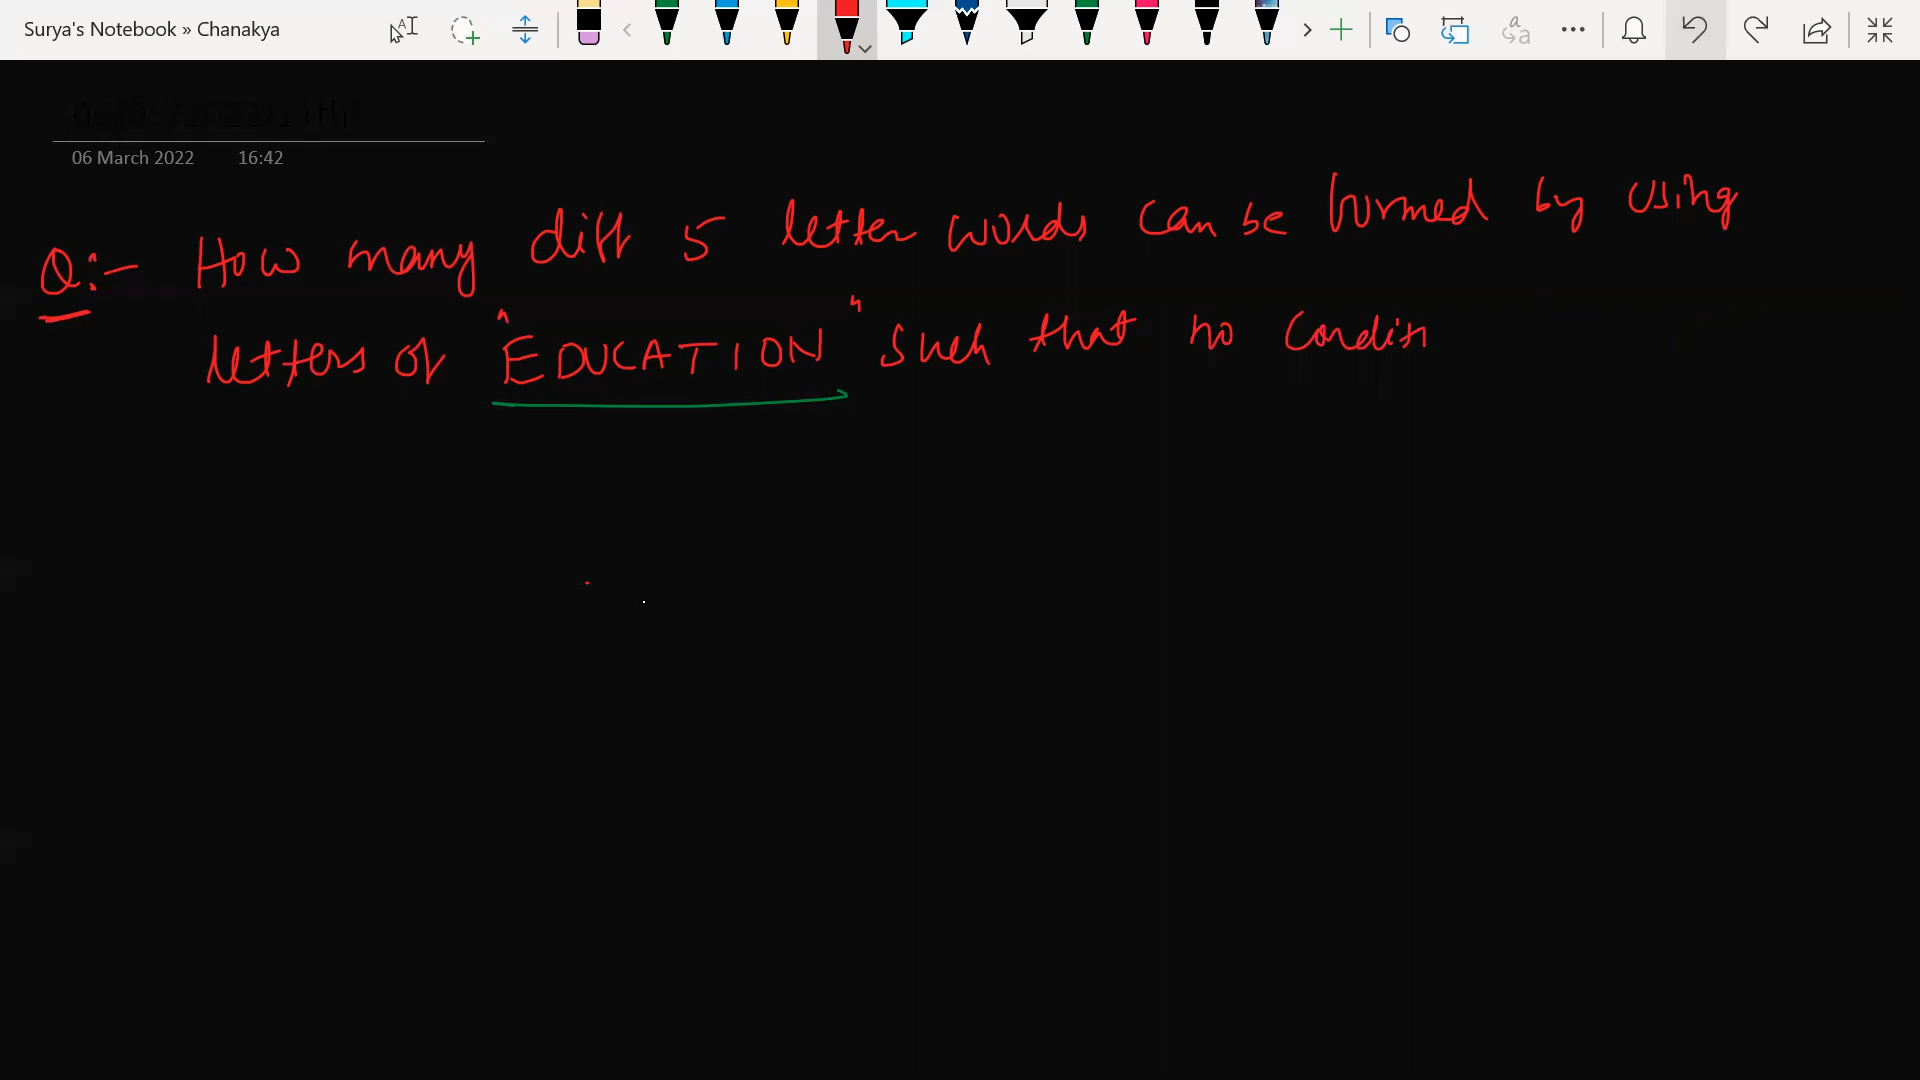 Surya's Notebook » Chanakya
06 March 2022 16:42
Q:- How many diff 5 letter words can be formed by using
letters of "EDUCATION" such that no conditn